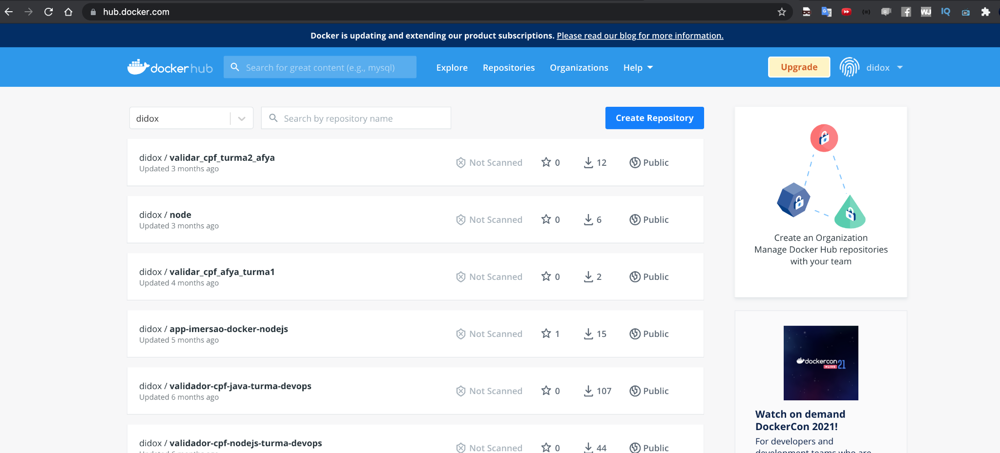 hub.docker.com
Docker is updating and extending our product subscriptions. Please read our blog for more information.
dockerhub
Search for great content (e.g., mysql)
Explore
Repositories
Organizations
Help
Upgrade
didox
didox
Search by repository name
Create Repository
didox / validar_cpf_turma2_afya
Updated 3 months ago
Not Scanned
0
12
Public
didox / node
Updated 3 months ago
Not Scanned
0
6
Public
didox / validar_cpf_afya_turma1
Updated 4 months ago
Not Scanned
0
2
Public
didox / app-imersao-docker-nodejs
Updated 5 months ago
Not Scanned
1
15
Public
didox / validador-cpf-java-turma-devops
Updated 6 months ago
Not Scanned
0
107
Public
didox / validador-cpf-nodejs-turma-devops
Not Scanned
0
44
Public
Create an Organization
Manage Docker Hub repositories
with your team
dockercon
LIVE
21
Watch on demand
DockerCon 2021!
For developers and
development teams who are